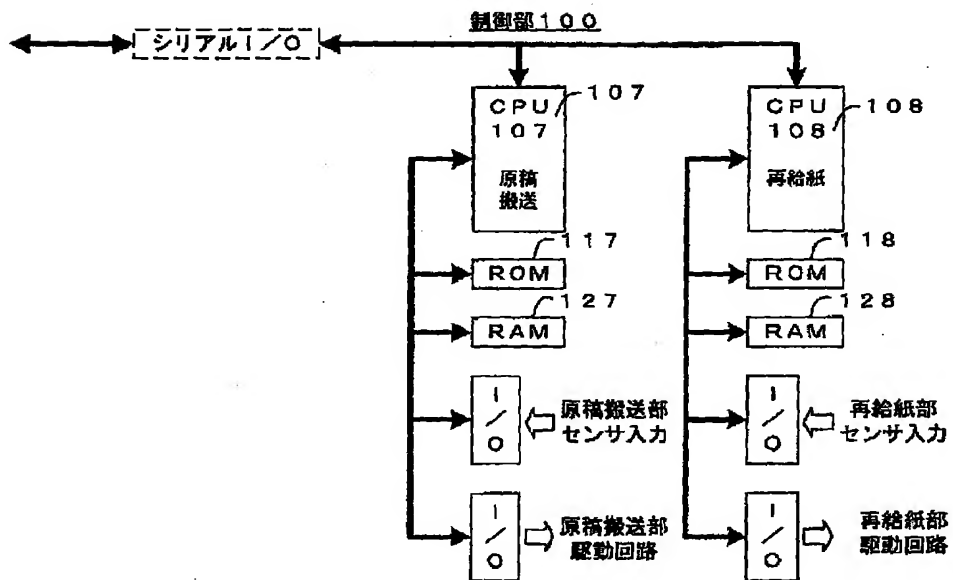 制御部100
シリアルI/O
CPU
107
原稿
搬送
107
CPU
108
再給紙
108
117
ROM
118
ROM
127
RAM
128
RAM
I/O
原稿搬送部
センサ入力
I/O
再給紙部
センサ入力
I/O
原稿搬送部
駆動回路
I/O
再給紙部
駆動回路